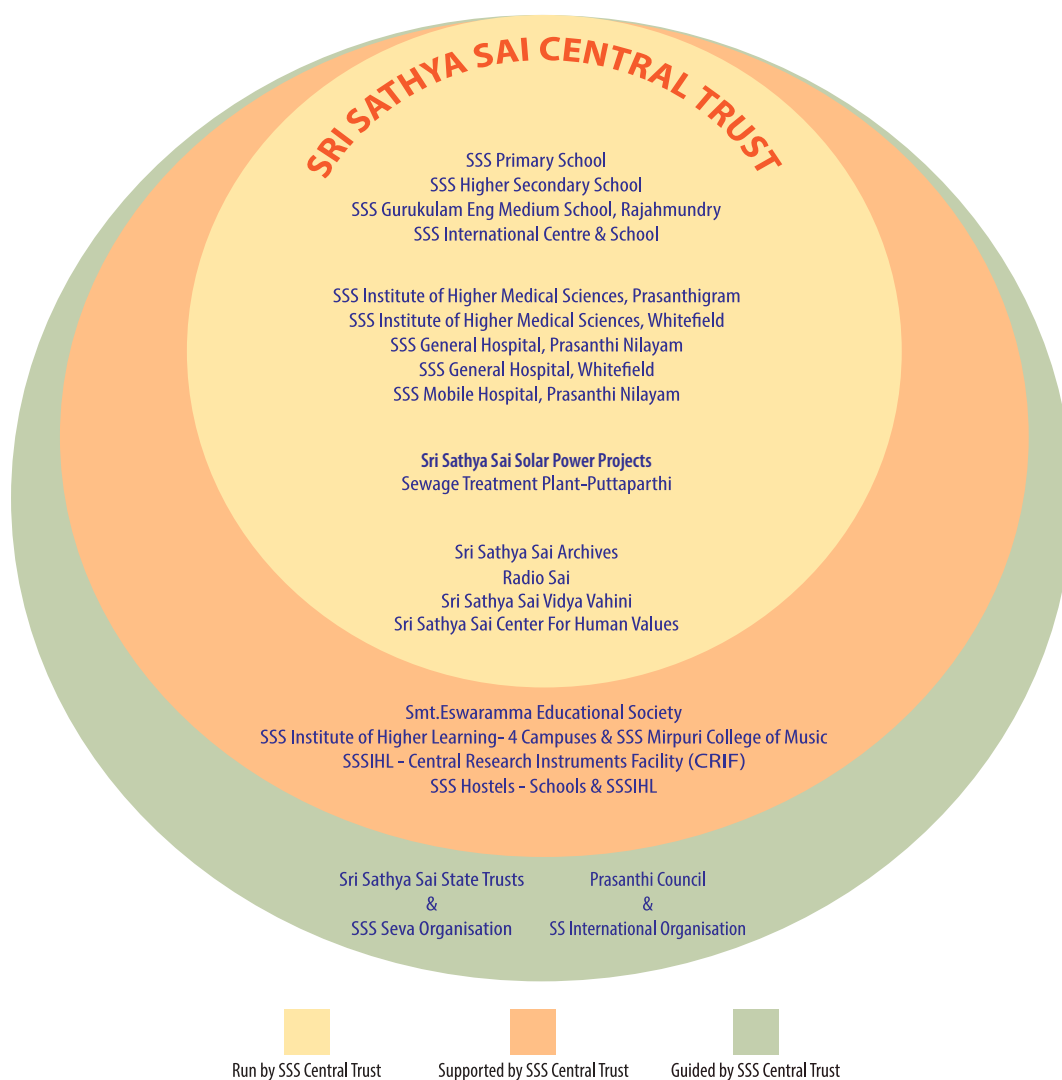 SRI SATHYA SAI CENTRAL TRUST
SSS Primary School
SSS Higher Secondary School
SSS Gurukulam Eng Medium School, Rajahmundry
SSS International Centre & School
SSS Institute of Higher Medical Sciences, Prasanthigram
SSS Institute of Higher Medical Sciences, Whitefield
SSS General Hospital, Prasanthi Nilayam
SSS General Hospital, Whitefield
SSS Mobile Hospital, Prasanthi Nilayam
Sri Sathya Sai Solar Power Projects
Sewage Treatment Plant-Puttaparthi
Sri Sathya Sai Archives
Radio Sai
Sri Sathya Sai Vidya Vahini
Sri Sathya Sai Center For Human Values
Smt.Eswaramma Educational Society
SSS Institute of Higher Learning- 4 Campuses & SSS Mirpuri College of Music
SSSIHL - Central Research Instruments Facility (CRIF)
SSS Hostels - Schools & SSSIHL
Sri Sathya Sai State Trusts
&
SSS Seva Organisation
Prasanthi Council
&
SS International Organisation
Run by SSS Central Trust
Supported by SSS Central Trust
Guided by SSS Central Trust